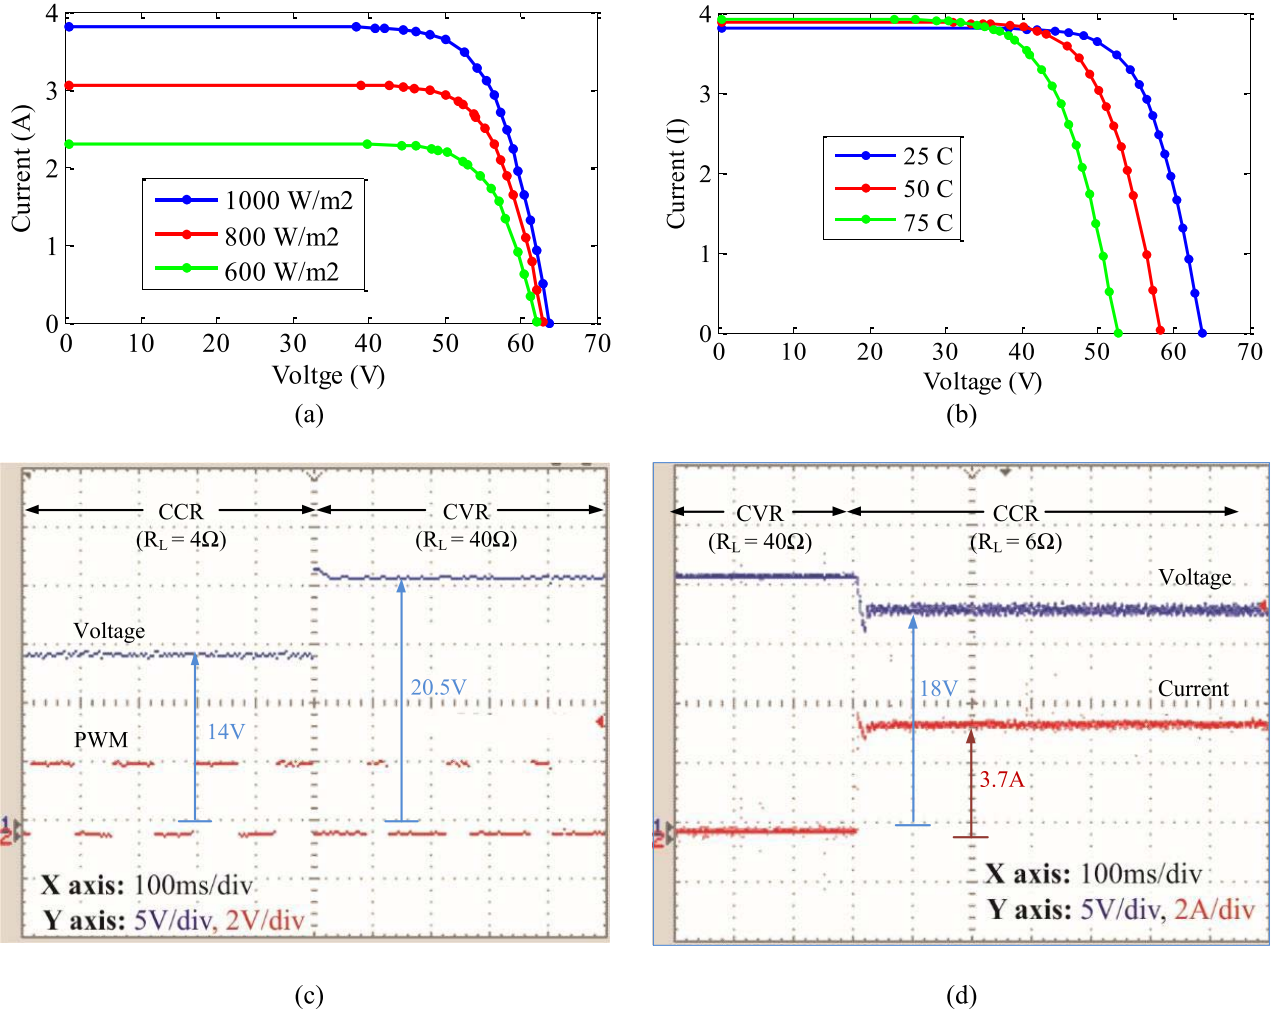 4
3
2
1
0
Current (A)
1000 W/m2
800 W/m2
600 W/m2
0 10 20 30 40 50 60 70
Voltge (V)
(a)
4
3
2
1
0
Current (I)
25 C
50 C
75 C
0 10 20 30 40 50 60 70
Voltage (V)
(b)
CCR CVR
(RL = 4Ω) (RL = 40Ω)
Voltage
20.5V
14V
PWM
1
2
X axis: 100ms/div
Y axis: 5V/div, 2V/div
(c)
CVR CCR
(RL = 40Ω) (RL = 6Ω)
Voltage
18V
Current
3.7A
1
2
X axis: 100ms/div
Y axis: 5V/div, 2A/div
(d)